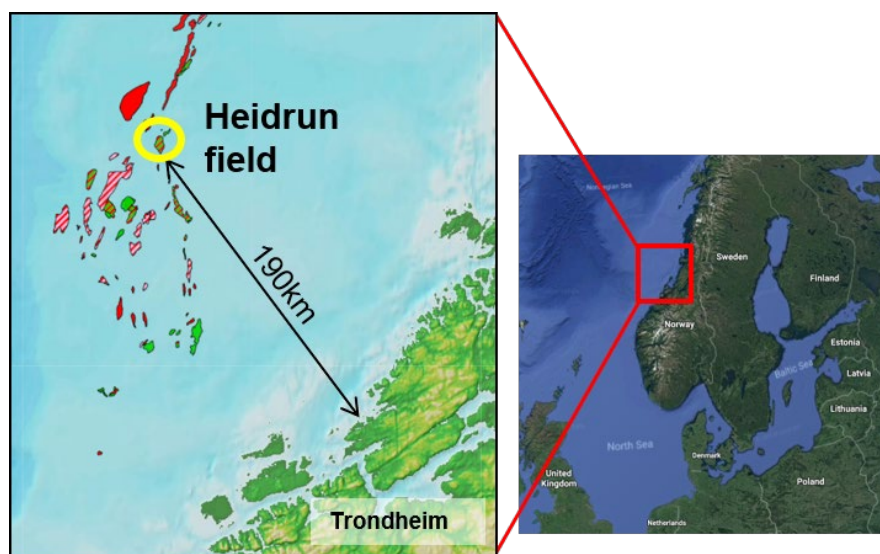 Heidrun
field
190km
Trondheim
Norwegian Sea
Sweden
Finland
Norway
Estonia
Baltic Sea
Latvia
Lithuania
North Sea
Denmark
United
Kingdom
Poland
Netherlands